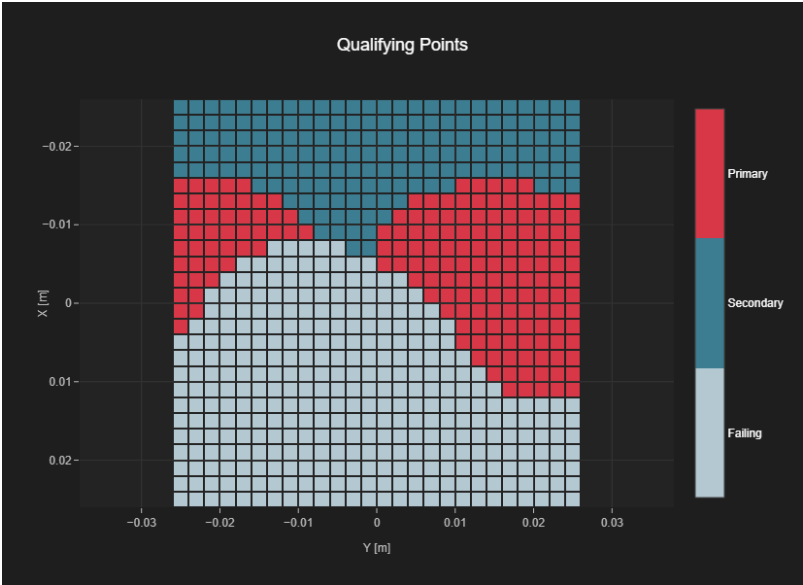 Qualifying Points
Primary
Secondary
Failing
−0.02
−0.01
0
0.01
0.02
X [m]
−0.03
−0.02
−0.01
0
0.01
0.02
0.03
Y [m]